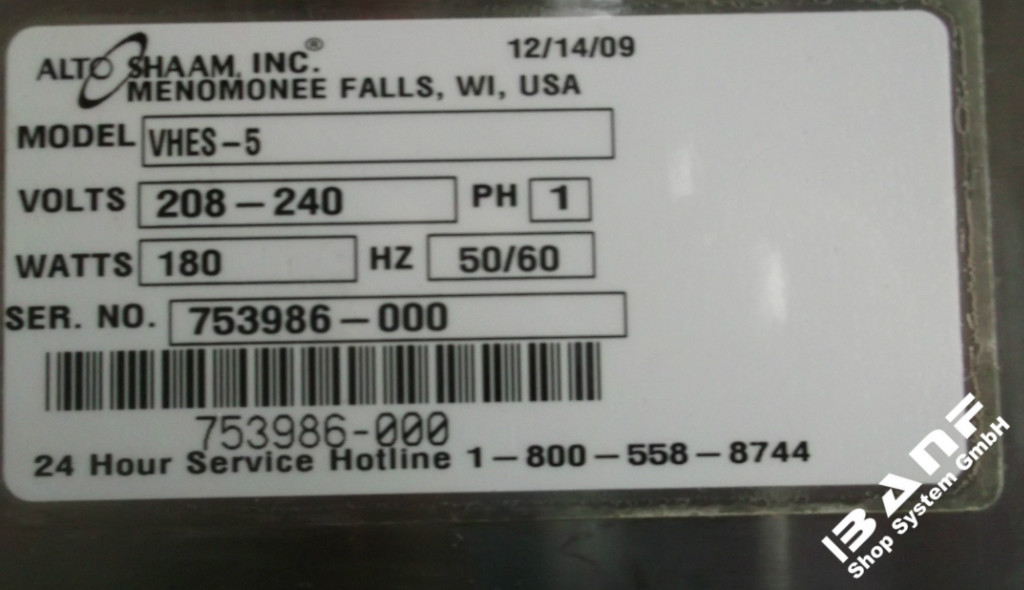 ALTO SHAAM, INC.® 12/14/09
MENOMONEE FALLS, WI, USA
MODEL VHES-5
VOLTS 208-240 PH 1
WATTS 180 HZ 50/60
SER. NO. 753986-000
753986-000
24 Hour Service Hotline 1-800-558-8744
IBANF
Shop System GmbH